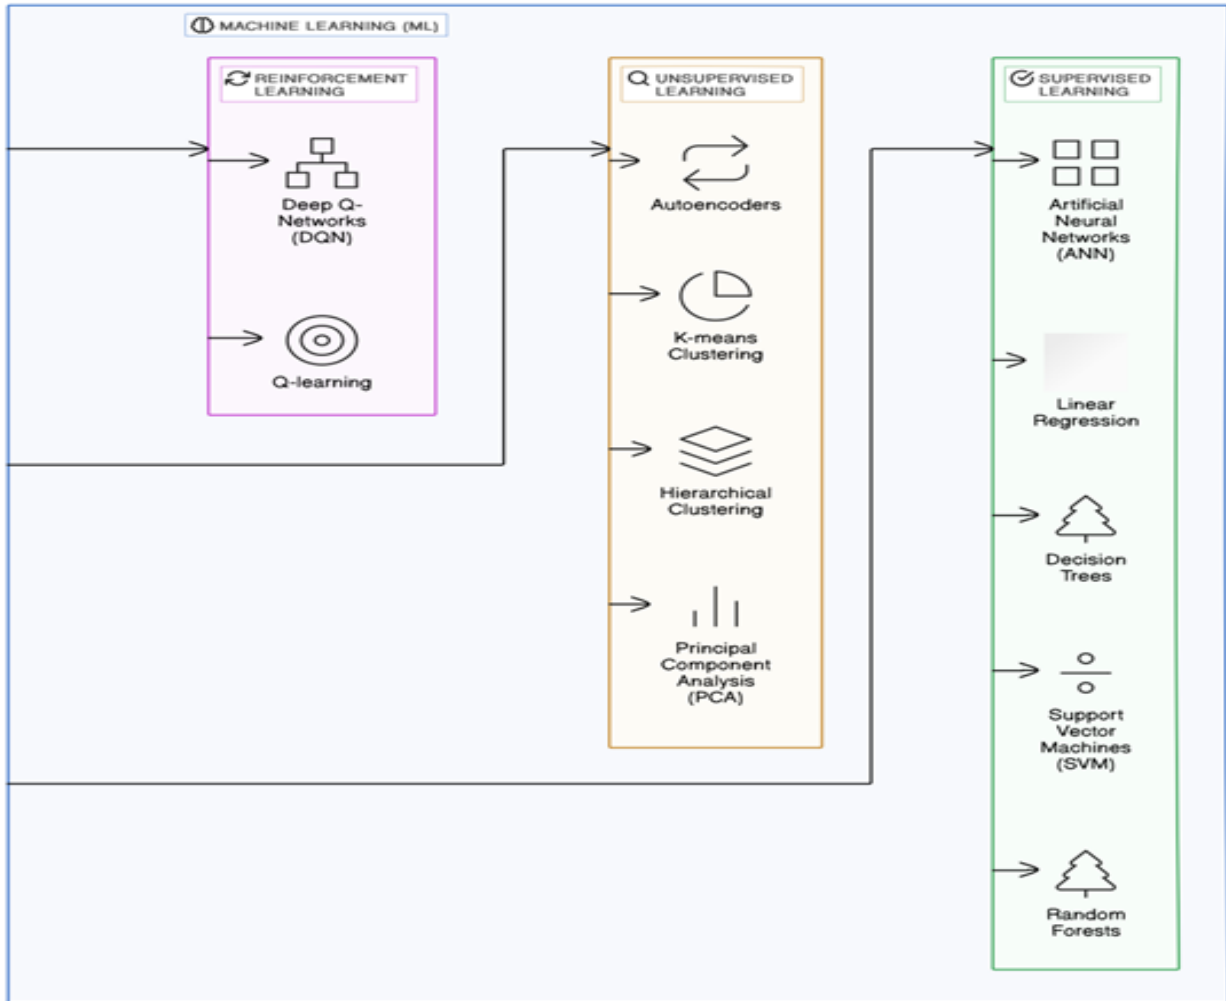 MACHINE LEARNING (ML)
REINFORCEMENT
LEARNING
Deep Q-
Networks
(DQN)
Q-learning
UNSUPERVISED
LEARNING
Autoencoders
K-means
Clustering
Hierarchical
Clustering
Principal
Component
Analysis
(PCA)
SUPERVISED
LEARNING
Artificial
Neural
Networks
(ANN)
Linear
Regression
Decision
Trees
Support
Vector
Machines
(SVM)
Random
Forests